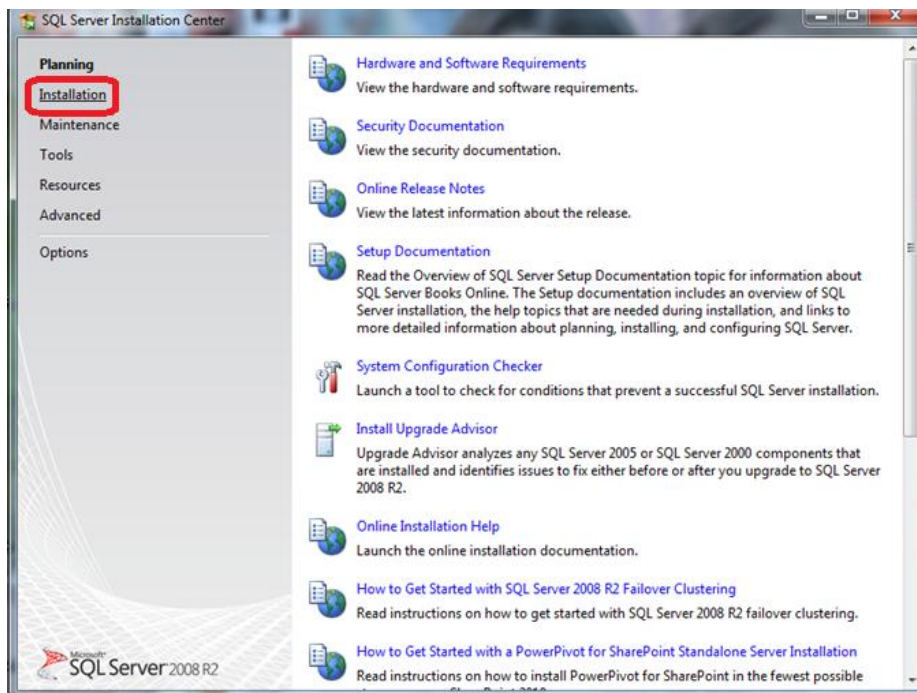 SQL Server Installation Center
Planning
Installation
Maintenance
Tools
Resources
Advanced
Options
Hardware and Software Requirements
View the hardware and software requirements.
Security Documentation
View the security documentation.
Online Release Notes
View the latest information about the release.
Setup Documentation
Read the Overview of SQL Server Setup Documentation topic for information about
SQL Server Books Online. The Setup documentation includes an overview of SQL
Server installation, the help topics that are needed during installation, and links to
more detailed information about planning, installing, and configuring SQL Server.
System Configuration Checker
Launch a tool to check for conditions that prevent a successful SQL Server installation.
Install Upgrade Advisor
Upgrade Advisor analyzes any SQL Server 2005 or SQL Server 2000 components that
are installed and identifies issues to fix either before or after you upgrade to SQL Server
2008 R2.
Online Installation Help
Launch the online installation documentation.
How to Get Started with SQL Server 2008 R2 Failover Clustering
Read instructions on how to get started with SQL Server 2008 R2 failover clustering.
How to Get Started with a PowerPivot for SharePoint Standalone Server Installation
Read instructions on how to install PowerPivot for SharePoint in the fewest possible
Microsoft
SQL Server 2008 R2